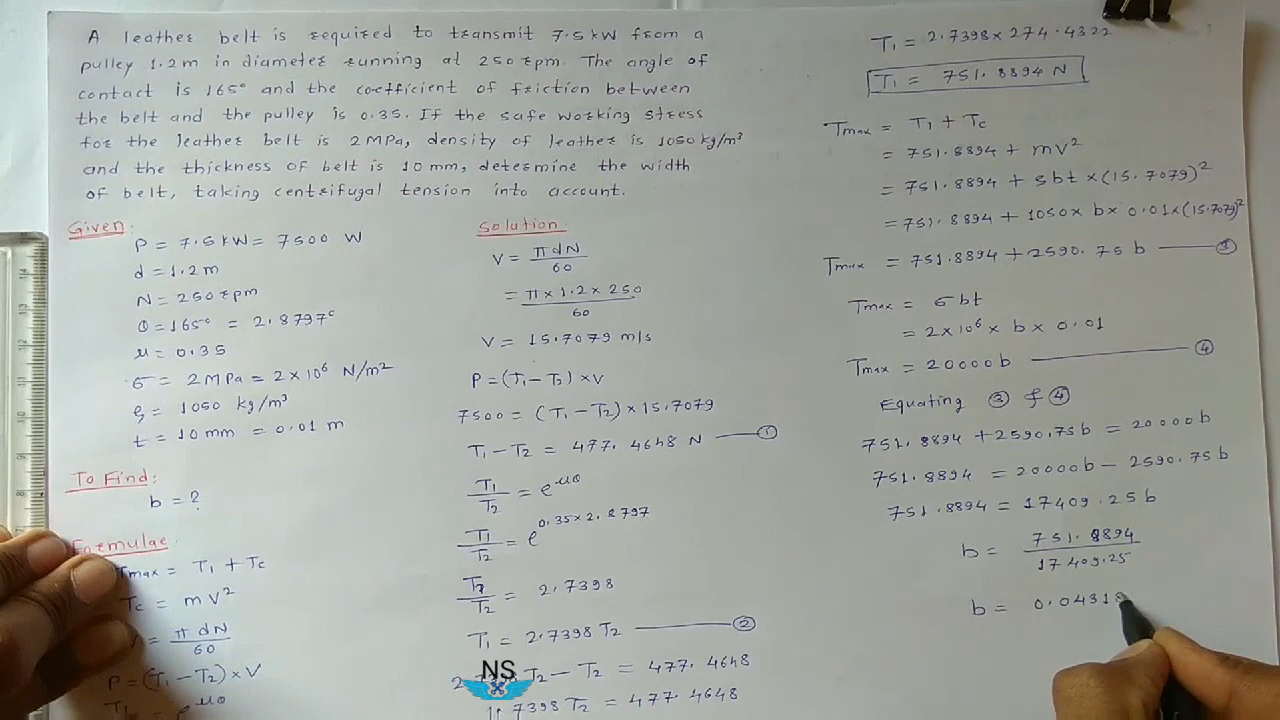 A leather belt is required to transmit 7.5 kW from a
pulley 1.2 m in diameter running at 250 rpm. The angle of
contact is 165° and the coefficient of friction between
the belt and the pulley is 0.35. If the safe working stress
for the leather belt is 2 MPa, density of leather is 1050 kg/m³
and the thickness of belt is 10 mm, determine the width
of belt, taking centrifugal tension into account.
Given:
P = 7.5 kW = 7500 W
d = 1.2 m
N = 250 rpm
θ = 165° = 2.8797ᶜ
μ = 0.35
σ = 2 MPa = 2×10⁶ N/m²
ρ = 1050 kg/m³
t = 10 mm = 0.01 m
To Find:
b = ?
Formulae:
Tmax = T₁ + Tc
Tc = mV²
= πdN/60
P = (T₁ - T₂) × V
Solution
V = πdN/60
= π × 1.2 × 250/60
V = 15.7079 m/s
P = (T₁ - T₂) × V
7500 = (T₁ - T₂) × 15.7079
T₁ - T₂ = 477.4648 N — ①
T₁/T₂ = e^μθ
T₁/T₂ = e^0.35×2.8797
T₁/T₂ = 2.7398
T₁ = 2.7398 T₂ — ②
T₂ - T₂ = 477.4648
7398 T₂ = 477.4648
NS
T₁ = 2.7398 × 274.4322
T₁ = 751.8894 N
Tmax = T₁ + Tc
= 751.8894 + mV²
= 751.8894 + ρbt × (15.7079)²
= 751.8894 + 1050 × b × 0.01 × (15.7079)²
Tmax = 751.8894 + 2590.75 b — ③
Tmax = σbt
= 2×10⁶ × b × 0.01
Tmax = 20000 b — ④
Equating ③ & ④
751.8894 + 2590.75b = 20000 b
751.8894 = 20000b - 2590.75 b
751.8894 = 17409.25 b
b = 751.8894/17409.25
b = 0.0431